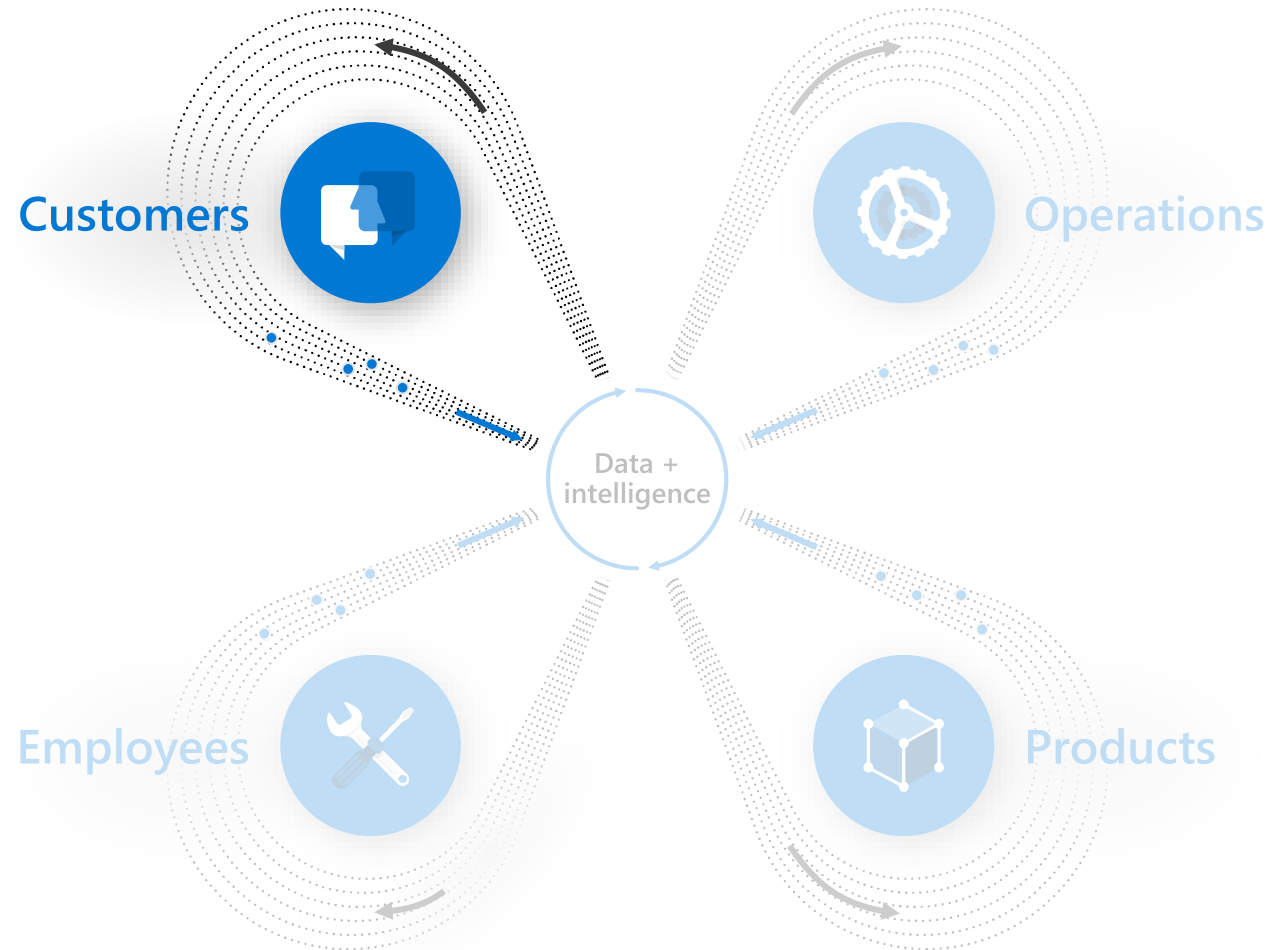 Customers
Operations
Data +
intelligence
Employees
Products